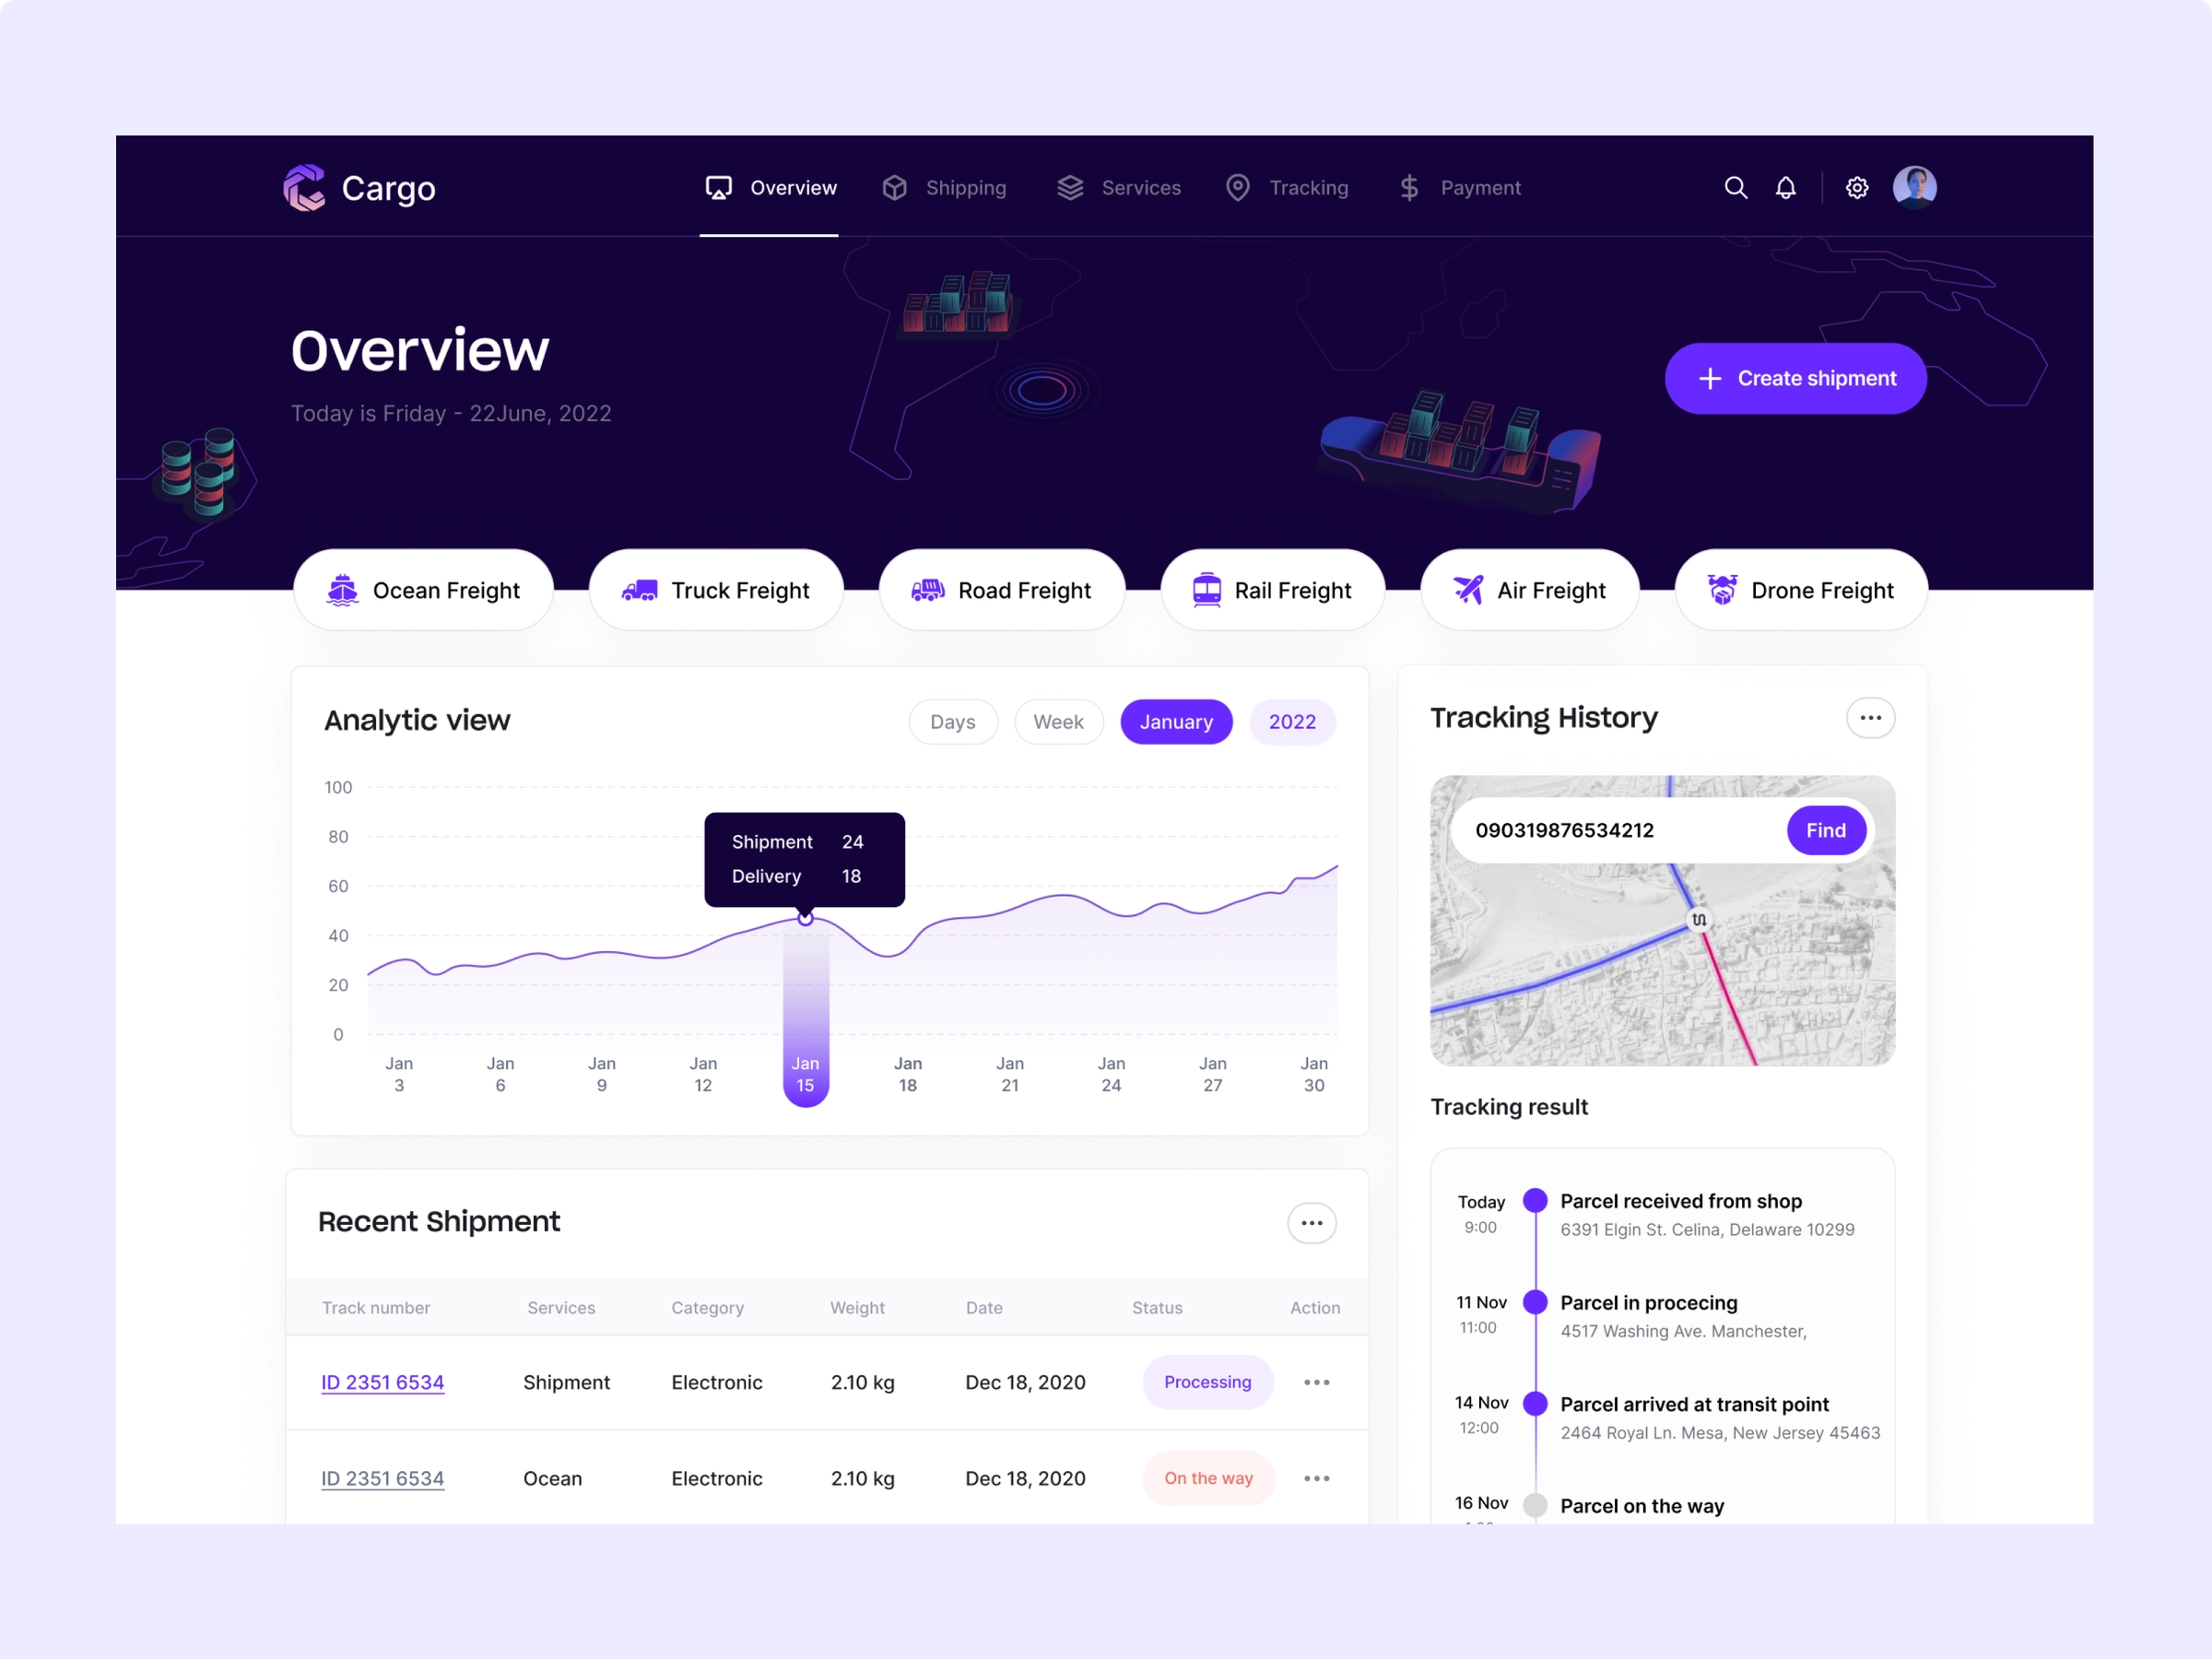 Cargo
Overview
Shipping
Services
Tracking
Payment
Overview
Today is Friday - 22June, 2022
Create shipment
Ocean Freight
Truck Freight
Road Freight
Rail Freight
Air Freight
Drone Freight
Analytic view
Days
Week
January
2022
100
80
60
40
20
0
Shipment 24
Delivery 18
Jan
3
Jan
6
Jan
9
Jan
12
Jan
15
Jan
18
Jan
21
Jan
24
Jan
27
Jan
30
Recent Shipment
Track number Services Category Weight Date Status Action
ID 2351 6534 Shipment Electronic 2.10 kg Dec 18, 2020 Processing
ID 2351 6534 Ocean Electronic 2.10 kg Dec 18, 2020 On the way
Tracking History
090319876534212
Find
Tracking result
Today
9:00
Parcel received from shop
6391 Elgin St. Celina, Delaware 10299
11 Nov
11:00
Parcel in procecing
4517 Washing Ave. Manchester,
14 Nov
12:00
Parcel arrived at transit point
2464 Royal Ln. Mesa, New Jersey 45463
16 Nov
Parcel on the way